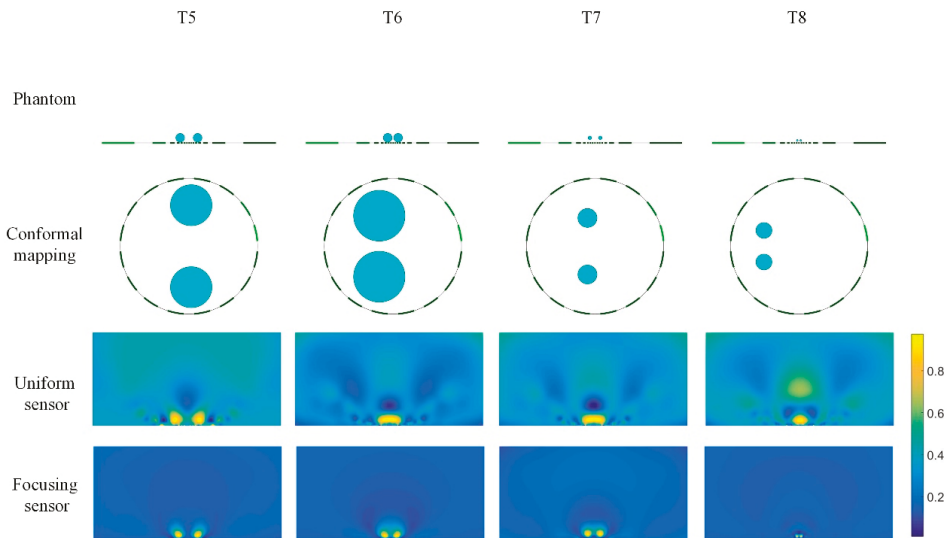 T5 T6 T7 T8
Phantom
Conformal
mapping
Uniform
sensor
0.8
0.6
0.4
0.2
Focusing
sensor